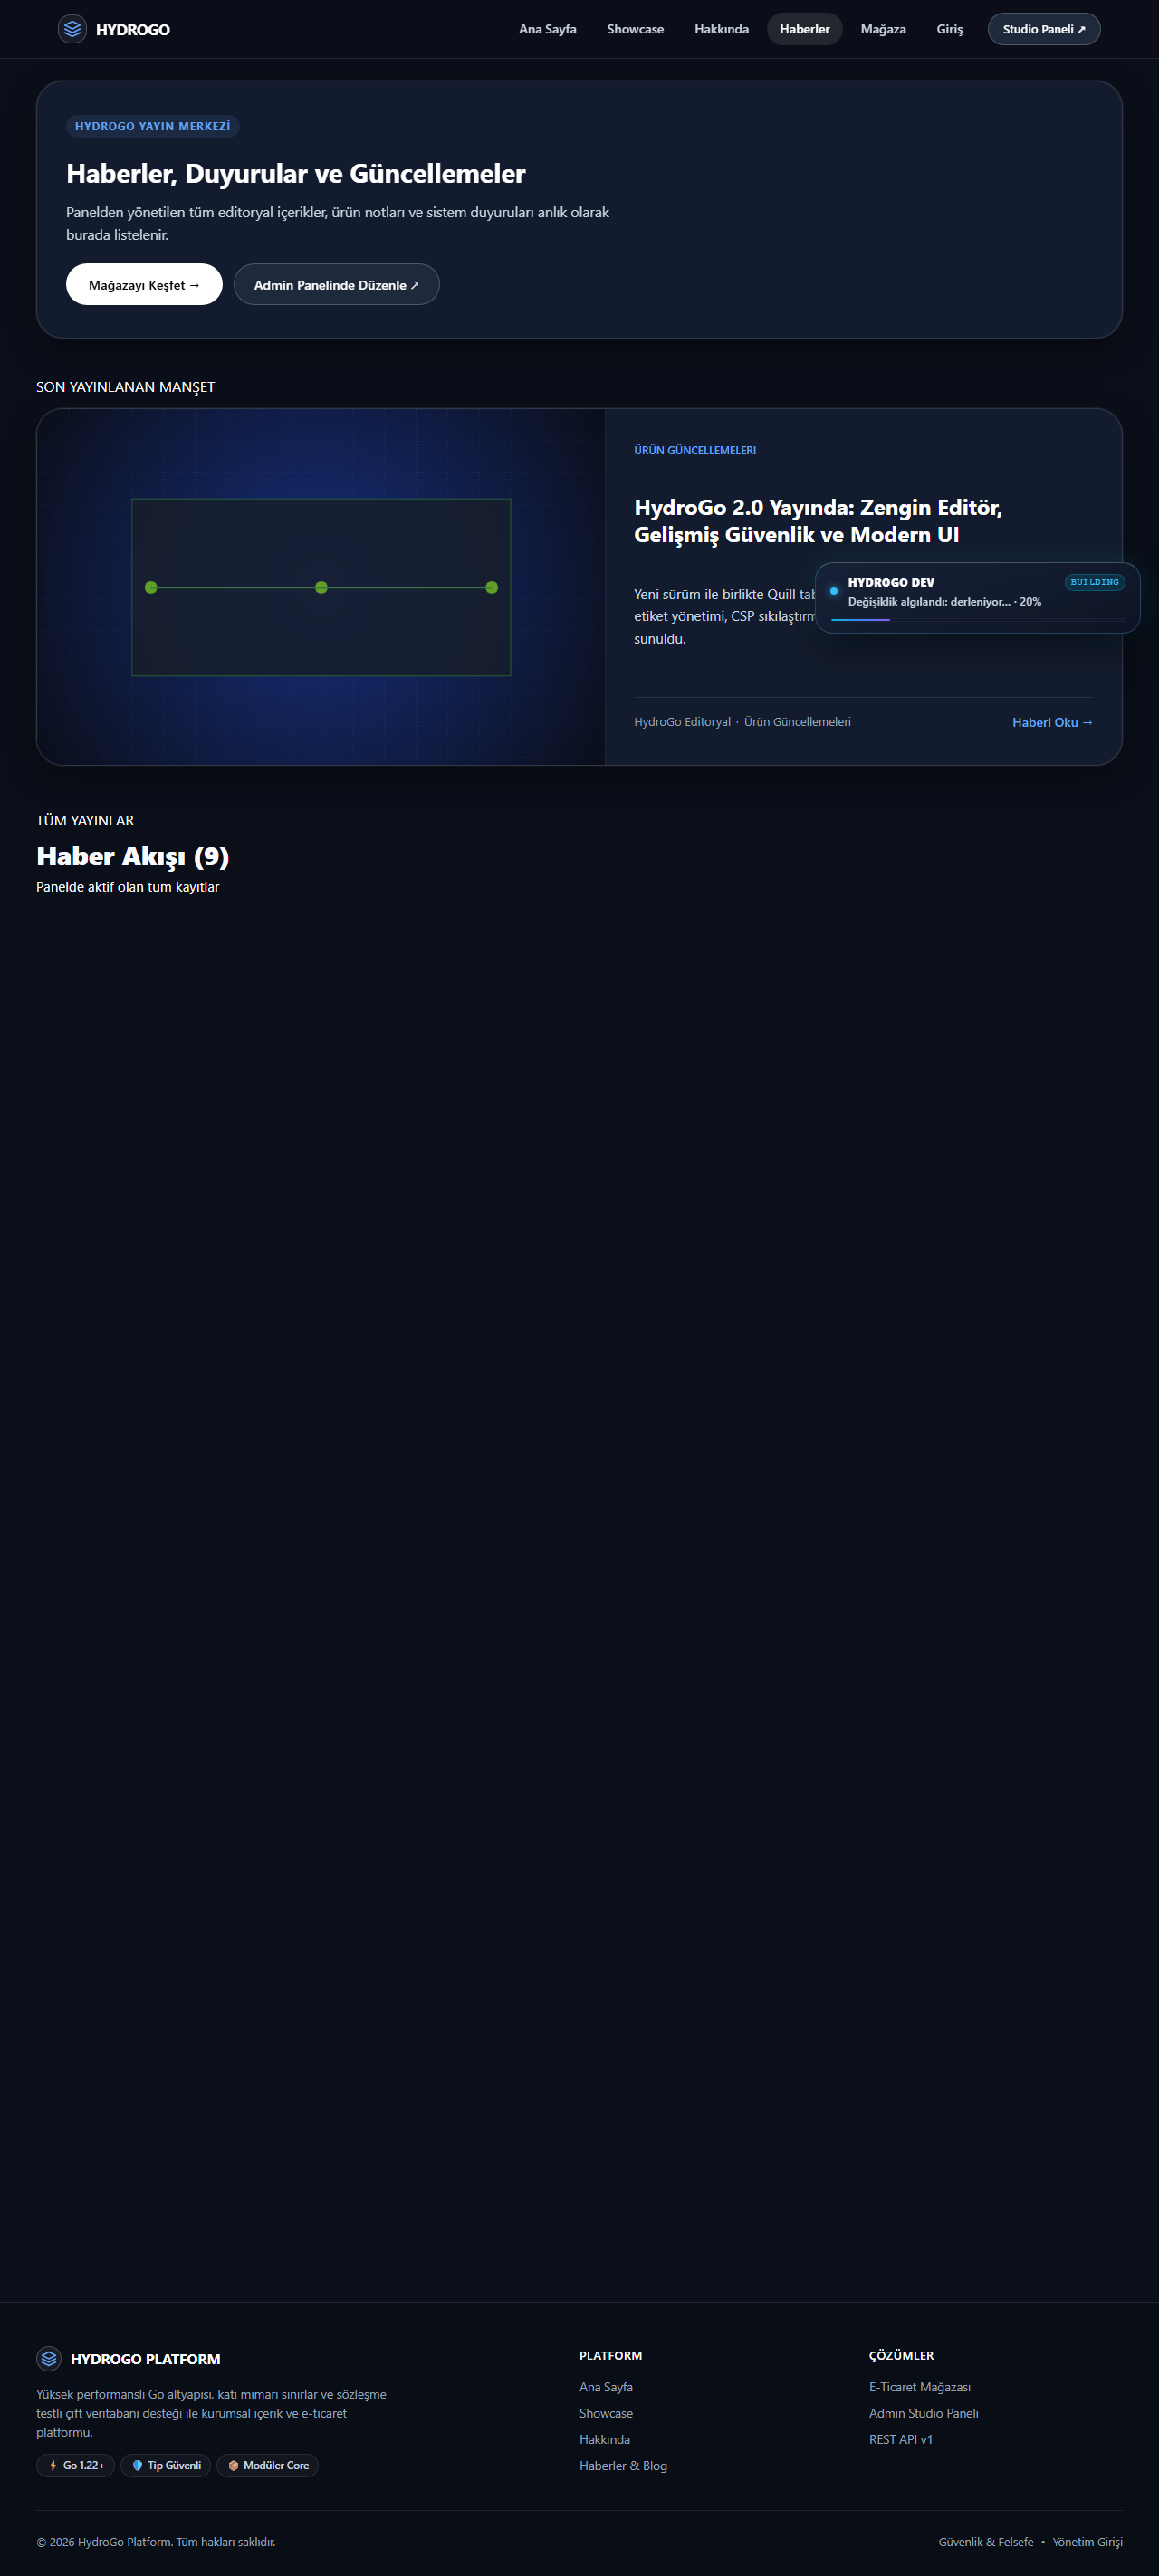 HYDROGO
Ana Sayfa
Showcase
Hakkında
Haberler
Mağaza
Giriş
Studio Paneli ↗
HYDROGO YAYIN MERKEZİ
Haberler, Duyurular ve Güncellemeler
Panelden yönetilen tüm editoryal içerikler, ürün notları ve sistem duyuruları anlık olarak
burada listelenir.
Mağazayı Keşfet →
Admin Panelinde Düzenle ↗
SON YAYINLANAN MANŞET
ÜRÜN GÜNCELLEMELERI
HydroGo 2.0 Yayında: Zengin Editör,
Gelişmiş Güvenlik ve Modern UI
Yeni sürüm ile birlikte Quill
etiket yönetimi, CSP
sunuldu.
HYDROGO DEV
BUILDING
Değişiklik algılandı: derleniyor... · 20%
HydroGo Editoryal · Ürün Güncellemeleri
Haberi Oku →
TÜM YAYINLAR
Haber Akışı (9)
Panelde aktif olan tüm kayıtlar
HYDROGO PLATFORM
Yüksek performanslı Go altyapısı, katı mimari sınırlar ve sözleşme
testli çift veritabanı desteği ile kurumsal içerik ve e-ticaret
platformu.
Go 1.22+
Tip Güvenli
Modüler Core
PLATFORM
Ana Sayfa
Showcase
Hakkında
Haberler & Blog
ÇÖZÜMLER
E-Ticaret Mağazası
Admin Studio Paneli
REST API v1
© 2026 HydroGo Platform. Tüm hakları saklıdır.
Güvenlik & Felsefe • Yönetim Girişi